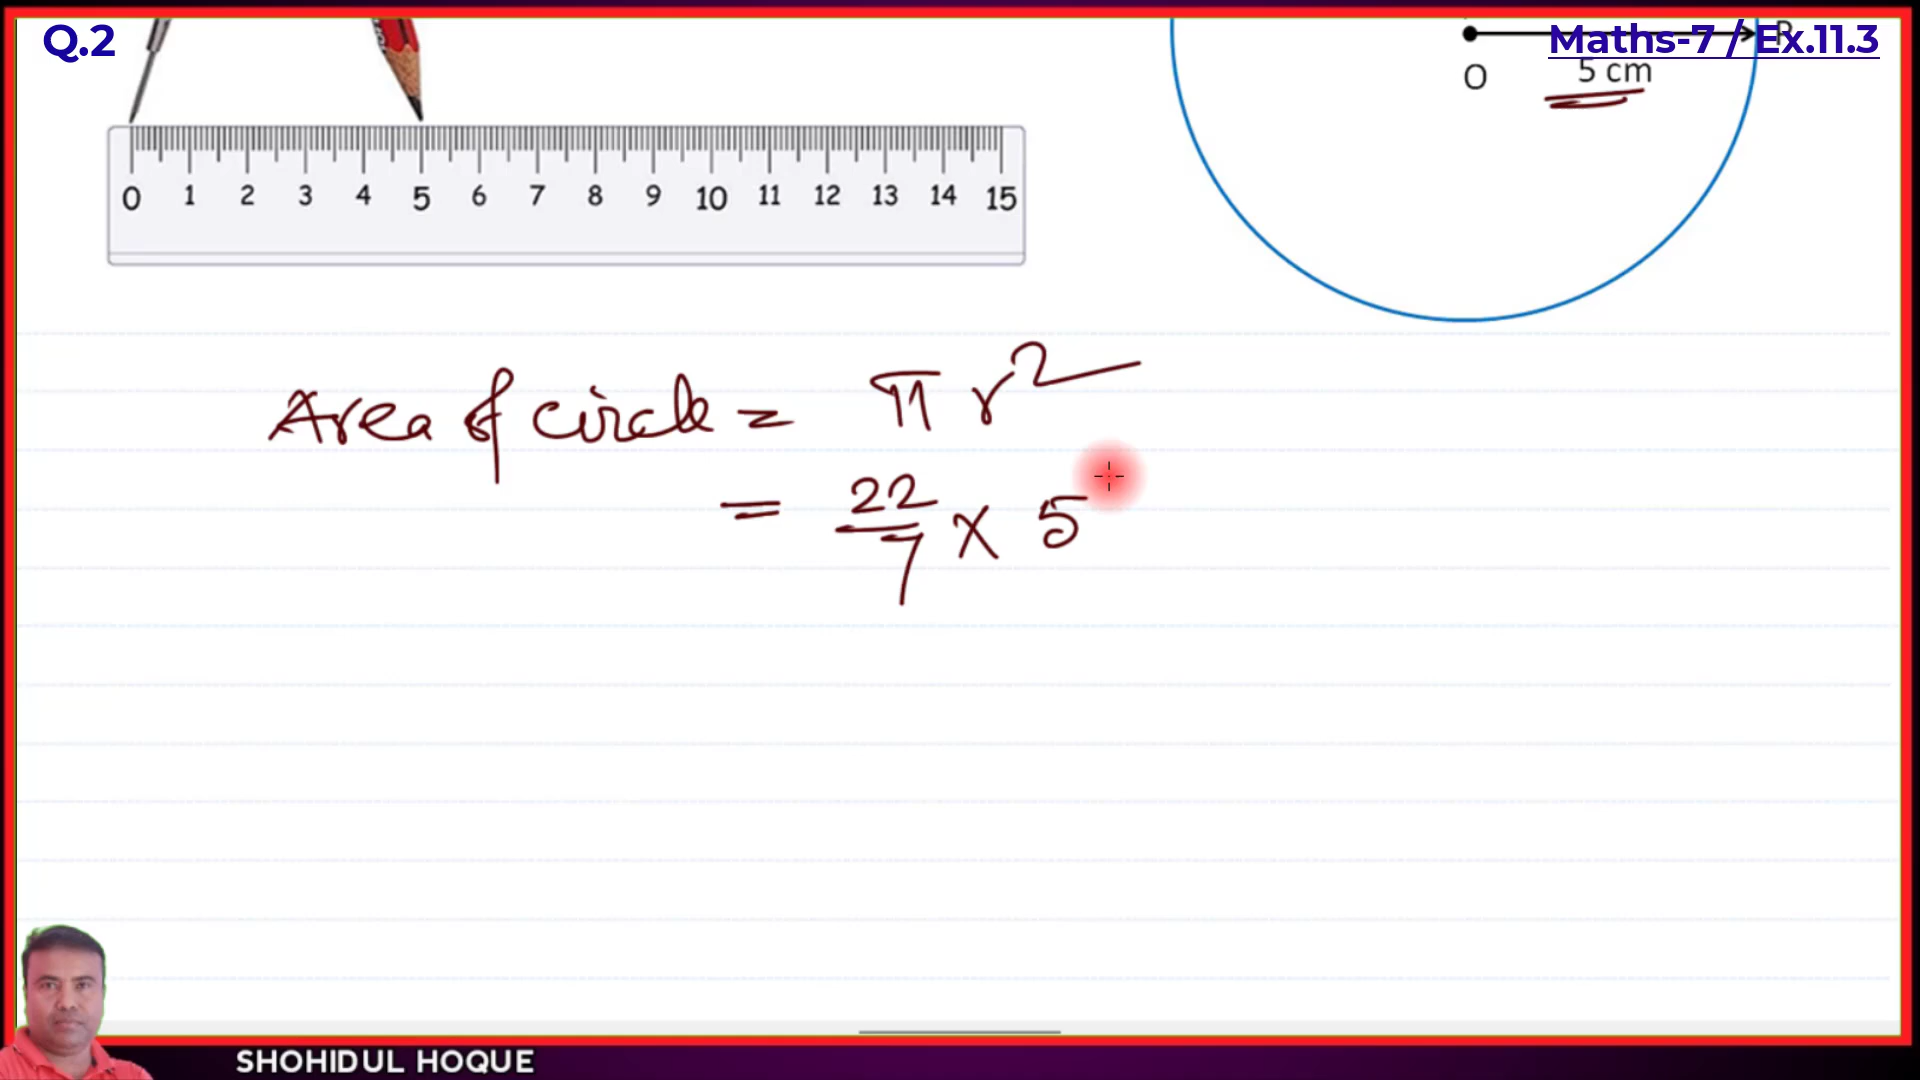 Q.2
Maths-7 / Ex.11.3
R
O
5 cm
0 1 2 3 4 5 6 7 8 9 10 11 12 13 14 15
Area of circle = π r²
= 22/7 × 5
SHOHIDUL HOQUE